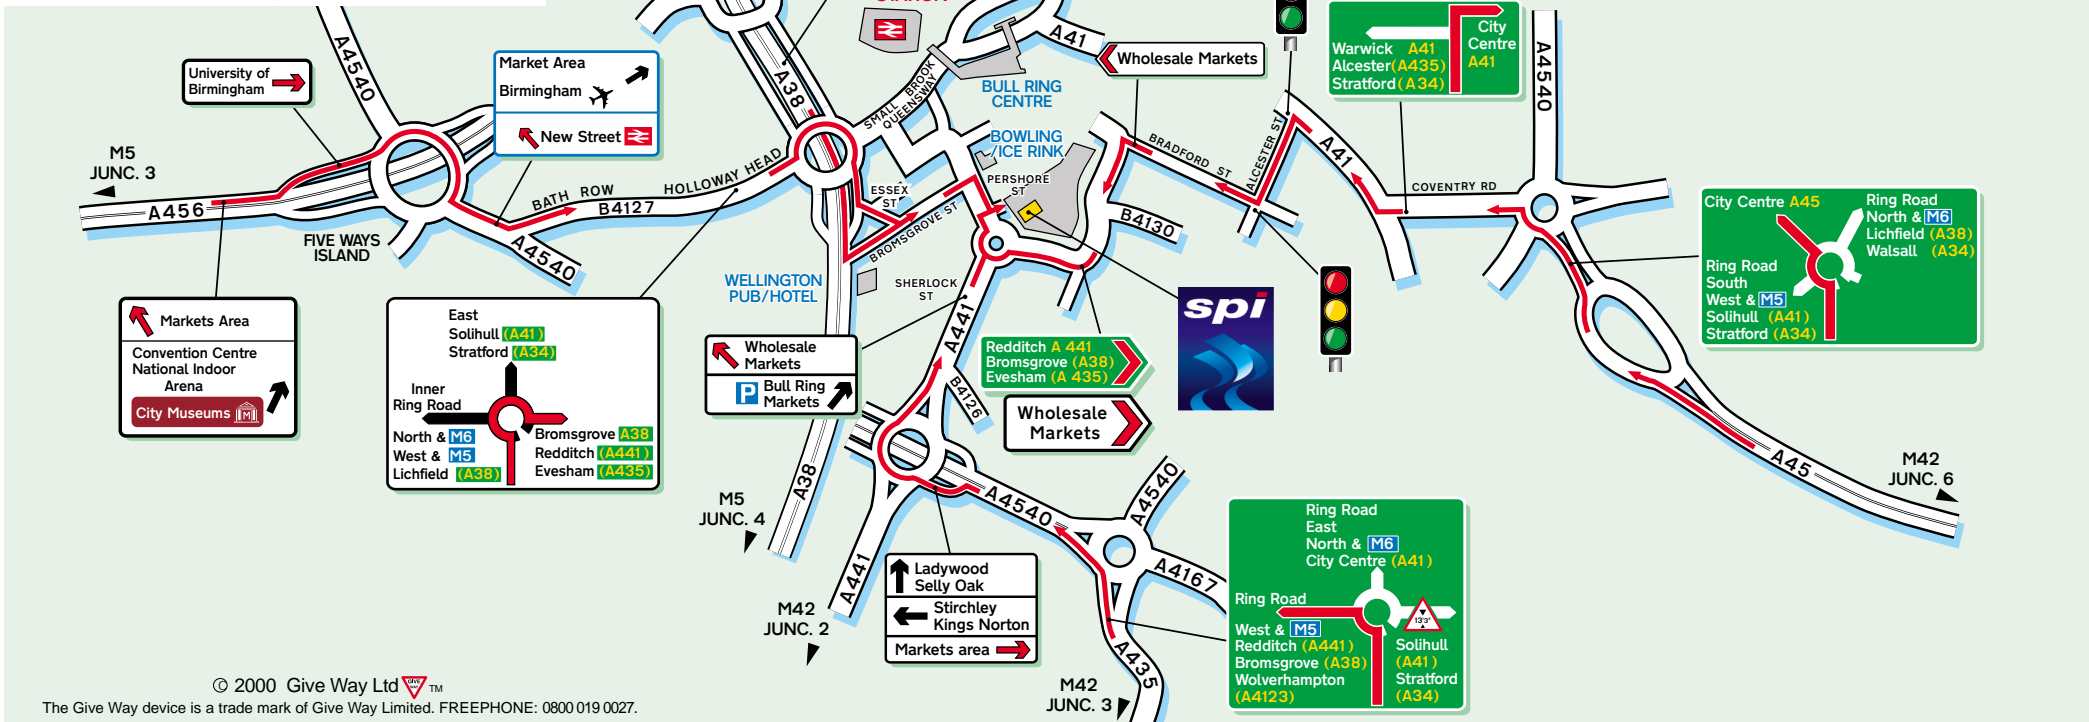 A4540
University of
Birmingham
Market Area
Birmingham
New Street
M5
JUNC. 3
A456
FIVE WAYS
ISLAND
BATH ROW
HOLLOWAY HEAD
B4127
A4540
A38
SMALL BROOK
QUEENSWAY
ESSEX
ST
BROMSGROVE ST
A41
Wholesale Markets
BULL RING
CENTRE
BOWLING
/ICE RINK
PERSHORE
ST
BRADFORD ST
ALCESTER ST
B4130
A41
COVENTRY RD
Warwick A41
Alcester(A435)
Stratford(A34)
City
Centre
A41
A4540
City Centre A45
Ring Road
North & M6
Lichfield (A38)
Walsall (A34)
Ring Road
South
West & M5
Solihull (A41)
Stratford (A34)
Markets Area
Convention Centre
National Indoor
Arena
City Museums M
East
Solihull (A41)
Stratford (A34)
Inner
Ring Road
North & M6
West & M5
Lichfield (A38)
Bromsgrove A38
Redditch (A441)
Evesham (A435)
WELLINGTON
PUB/HOTEL
SHERLOCK
ST
Wholesale
Markets
P Bull Ring
Markets
A441
B4126
Redditch A 441
Bromsgrove (A38)
Evesham (A 435)
Wholesale
Markets
spi
A38
M5
JUNC. 4
A441
M42
JUNC. 2
A4540
A4540
A4167
Ladywood
Selly Oak
Stirchley
Kings Norton
Markets area
A435
M42
JUNC. 3
Ring Road
East
North & M6
City Centre (A41)
Ring Road
West & M5
Redditch (A441)
Bromsgrove (A38)
Wolverhampton
(A4123)
13'3"
Solihull
(A41)
Stratford
(A34)
A45
M42
JUNC. 6
© 2000 Give Way Ltd GIVE WAY TM
The Give Way device is a trade mark of Give Way Limited. FREEPHONE: 0800 019 0027.